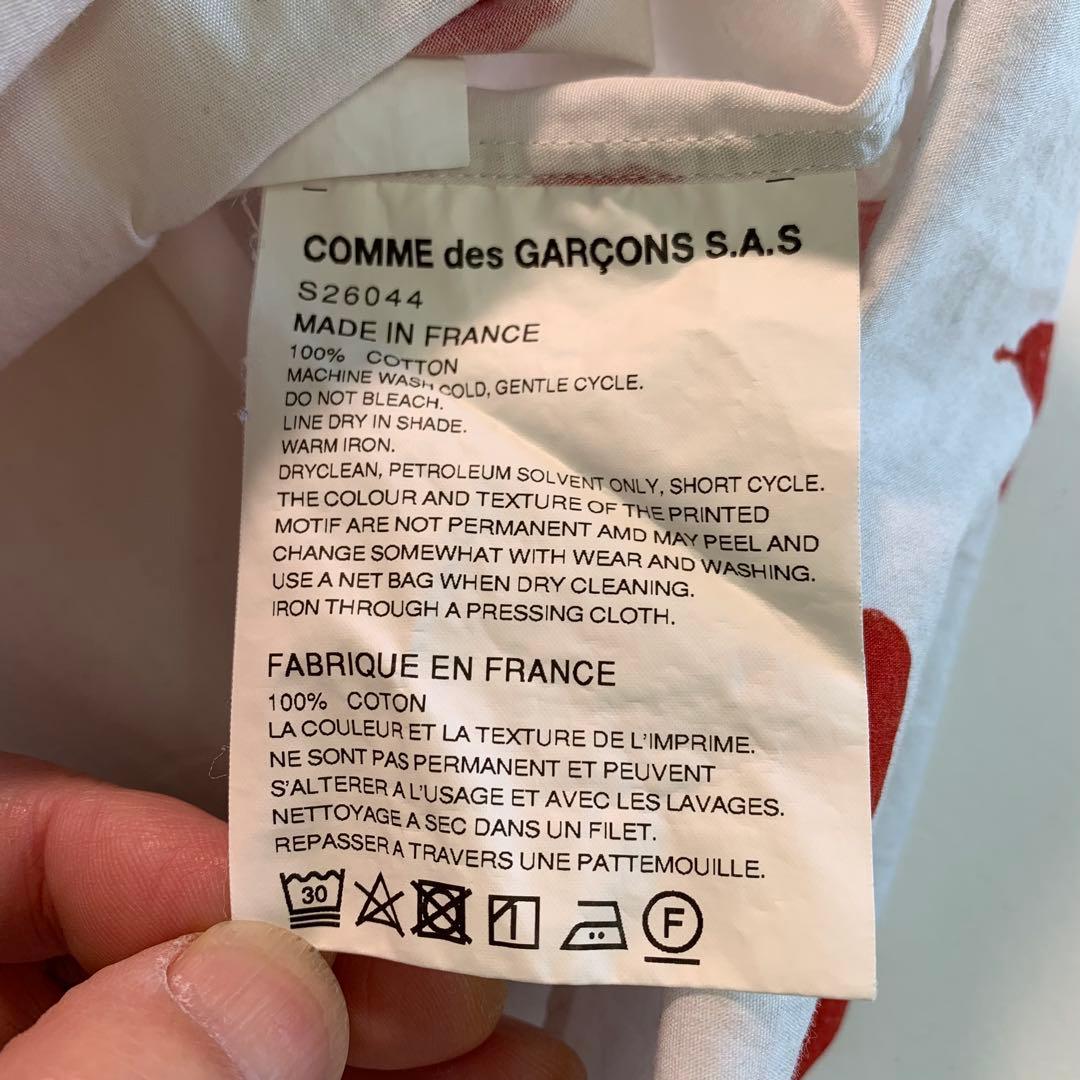 COMME des GARÇONS S.A.S
S26044
MADE IN FRANCE
100% COTTON
MACHINE WASH COLD, GENTLE CYCLE.
DO NOT BLEACH.
LINE DRY IN SHADE.
WARM IRON.
DRYCLEAN, PETROLEUM SOLVENT ONLY, SHORT CYCLE.
THE COLOUR AND TEXTURE OF THE PRINTED
MOTIF ARE NOT PERMANENT AMD MAY PEEL AND
CHANGE SOMEWHAT WITH WEAR AND WASHING.
USE A NET BAG WHEN DRY CLEANING.
IRON THROUGH A PRESSING CLOTH.
FABRIQUE EN FRANCE
100% COTON
LA COULEUR ET LA TEXTURE DE L'IMPRIME.
NE SONT PAS PERMANENT ET PEUVENT
S'ALTERER A L'USAGE ET AVEC LES LAVAGES.
NETTOYAGE A SEC DANS UN FILET.
REPASSER A TRAVERS UNE PATTEMOUILLE.
30 F